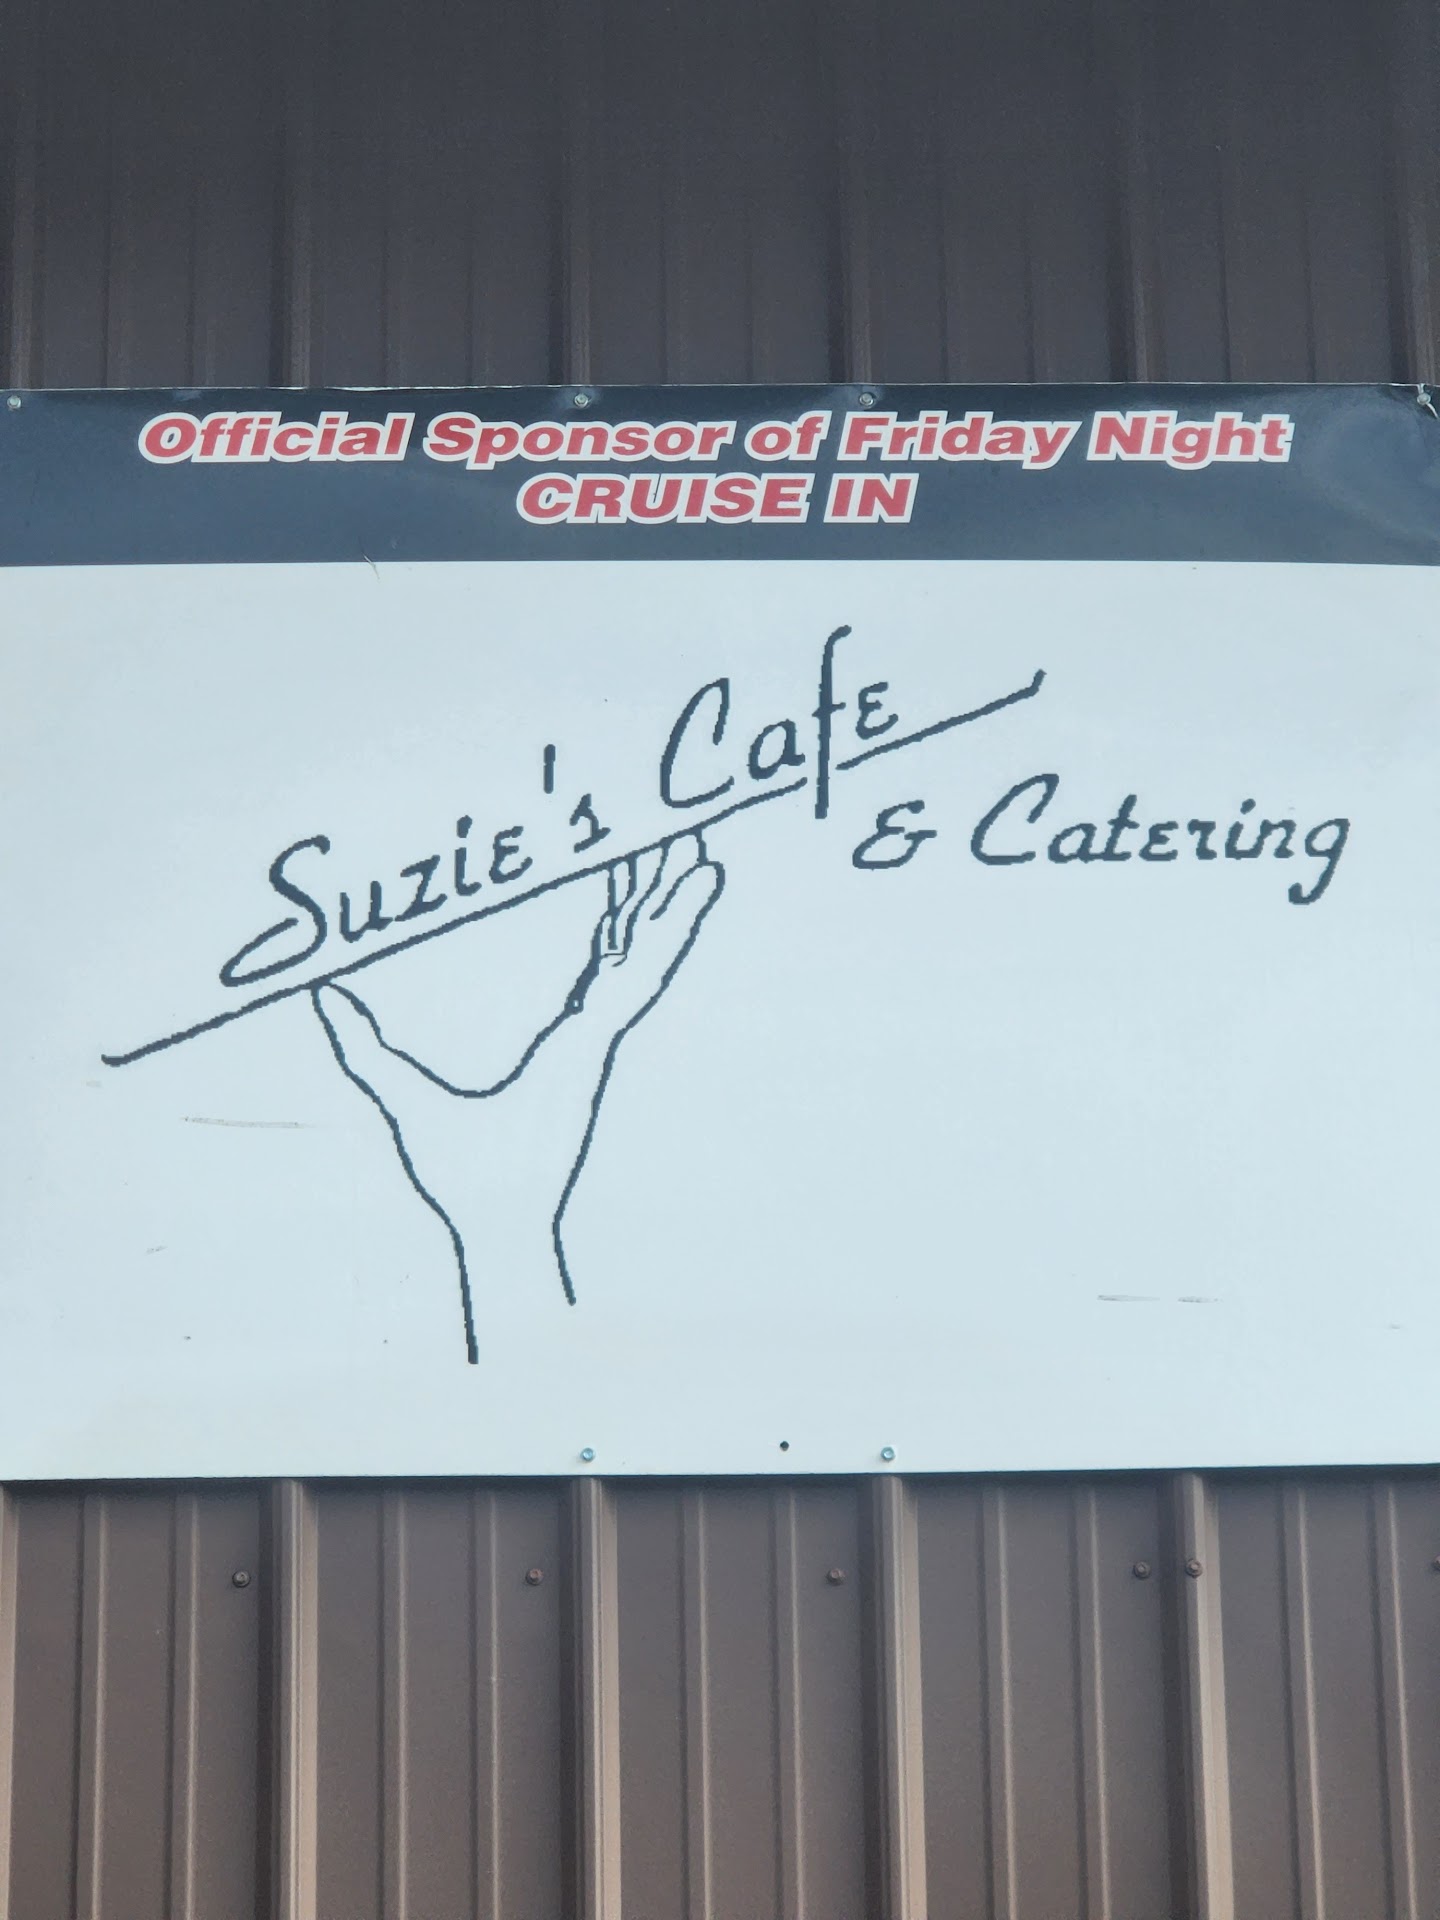 Official Sponsor of Friday Night
CRUISE IN
Suzie's Cafe
& Catering